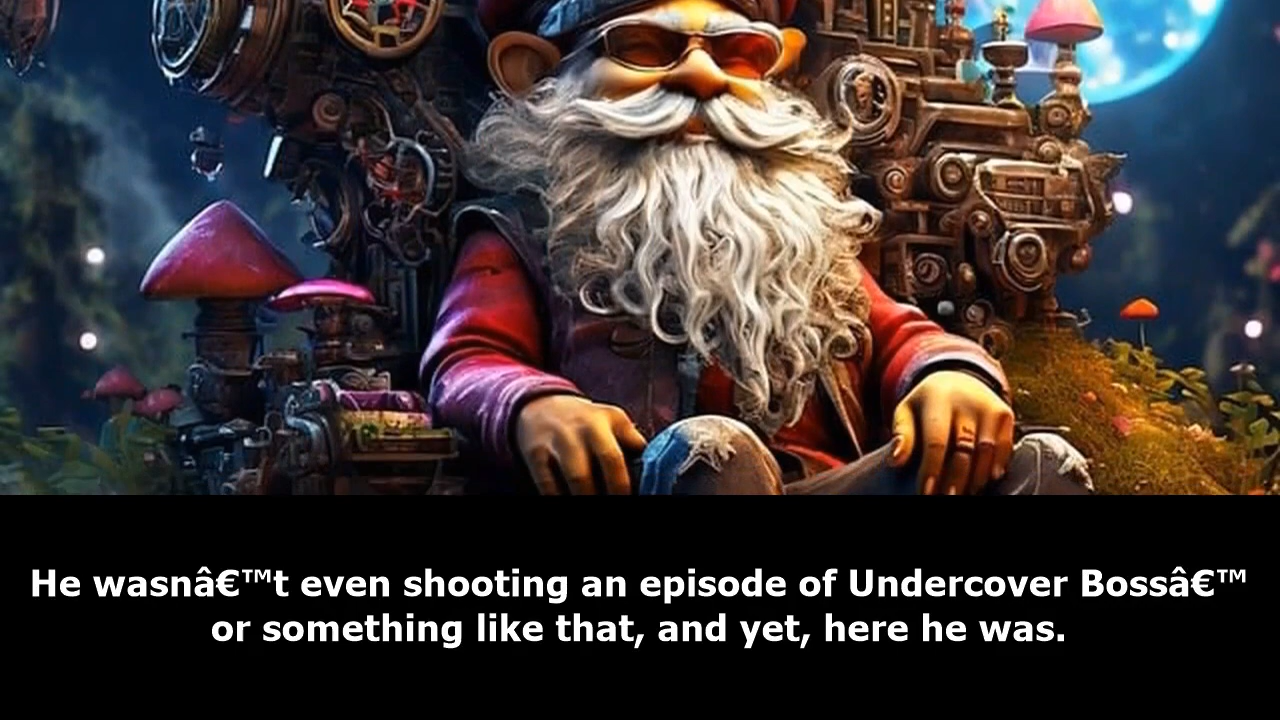 He wasnâ€™t even shooting an episode of Undercover Bossâ€™
or something like that, and yet, here he was.